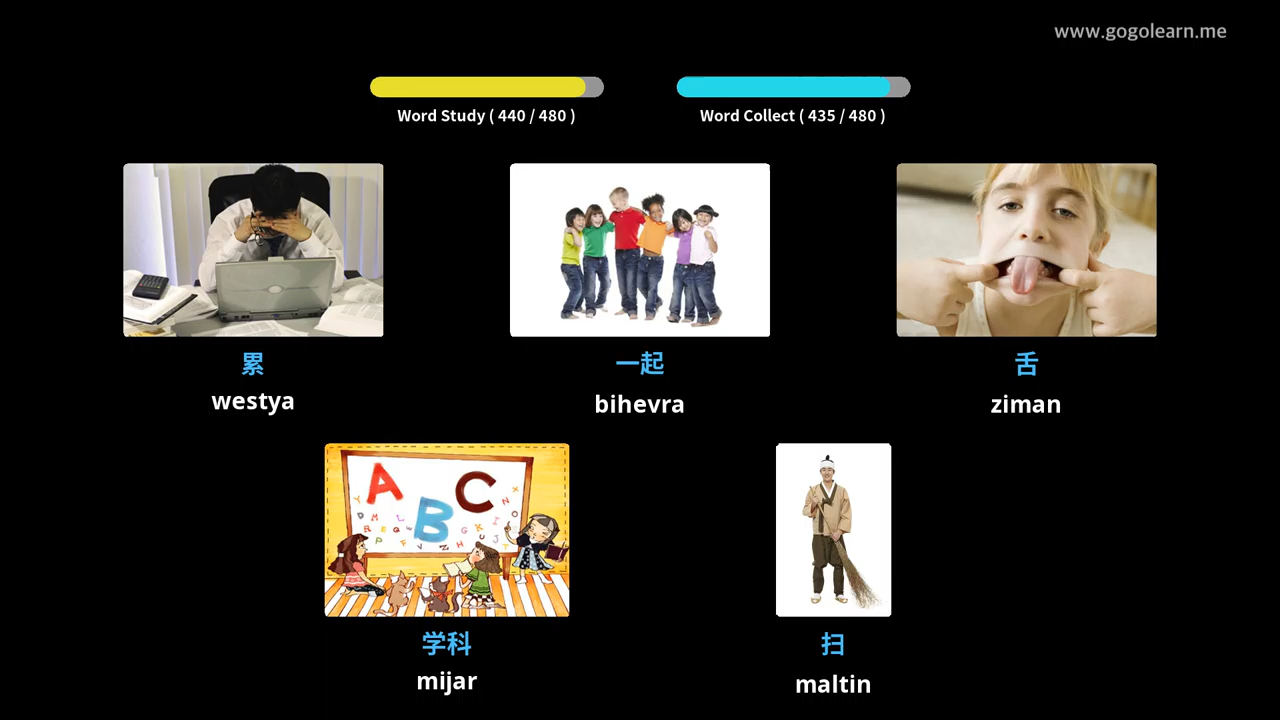 www.gogolearn.me
Word Study ( 440 / 480 )
Word Collect ( 435 / 480 )
累
westya
一起
bihevra
舌
ziman
A B C
学科
mijar
扫
maltin